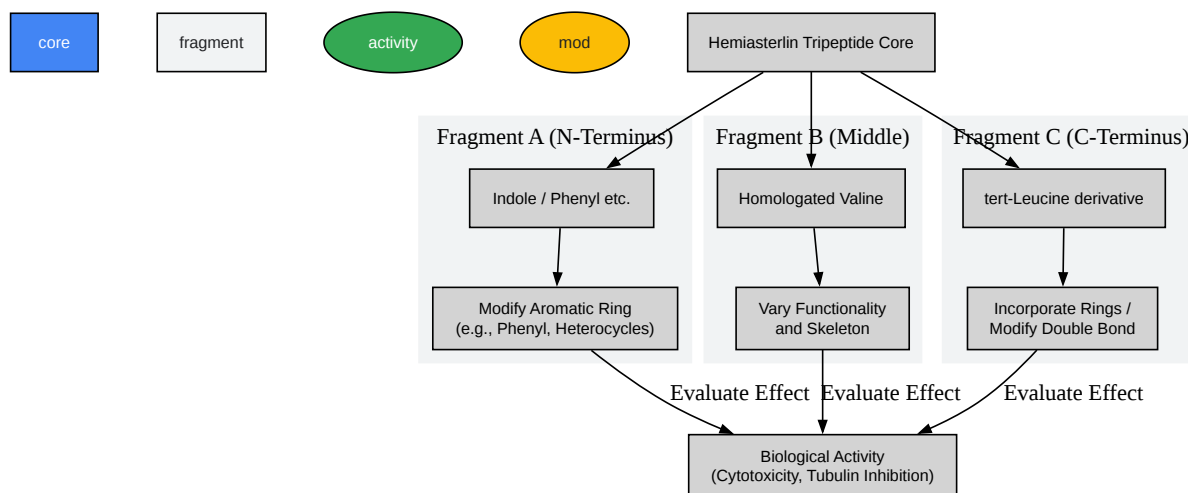 core
fragment
activity
mod
Hemiasterlin Tripeptide Core
Fragment A (N-Terminus)
Fragment B (Middle)
Fragment C (C-Terminus)
Indole / Phenyl etc.
Homologated Valine
tert-Leucine derivative
Modify Aromatic Ring
(e.g., Phenyl, Heterocycles)
Vary Functionality
and Skeleton
Incorporate Rings /
Modify Double Bond
Evaluate Effect
Evaluate Effect
Evaluate Effect
Biological Activity
(Cytotoxicity, Tubulin Inhibition)